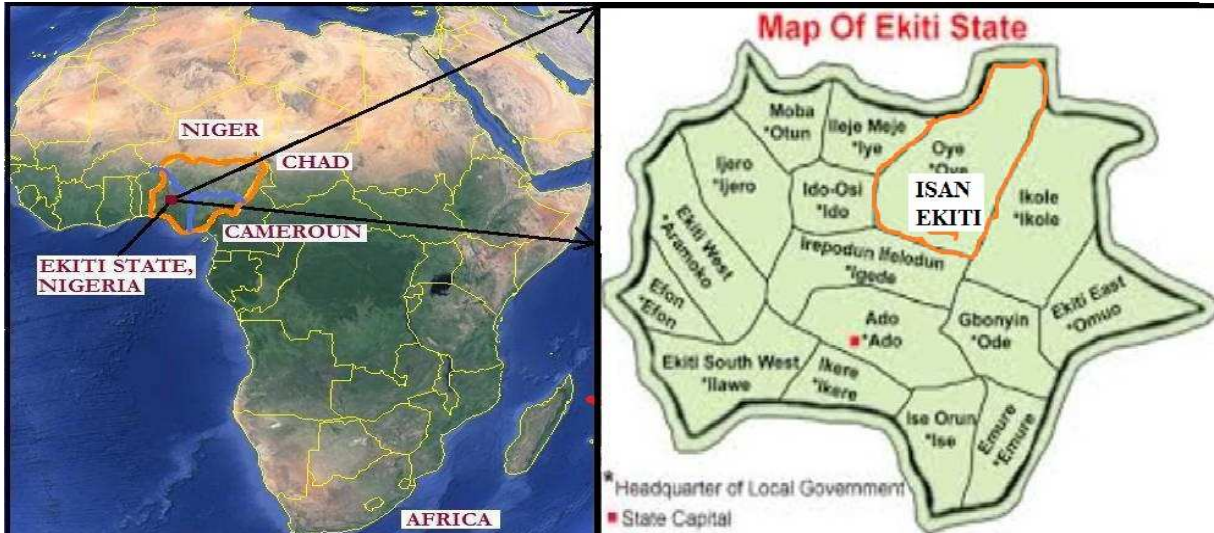 NIGER
CHAD
CAMEROUN
EKITI STATE,
NIGERIA
AFRICA
Map Of Ekiti State
Moba
*Otun
Ileje Meje
*Iye
Oye
*Oye
ISAN
EKITI
Ijero
*Ijero
Ido-Osi
*Ido
Ikole
*Ikole
Ekiti West
*Aramoko
Irepodun Ifelodun
*Igede
Efon
*Efon
Ekiti East
*Omuo
Ado
*Ado
Gbonyin
*Ode
Ekiti South West
*Ilawe
Ikere
*Ikere
Ise Orun
*Ise
Emure
*Emure
*Headquarter of Local Government
State Capital